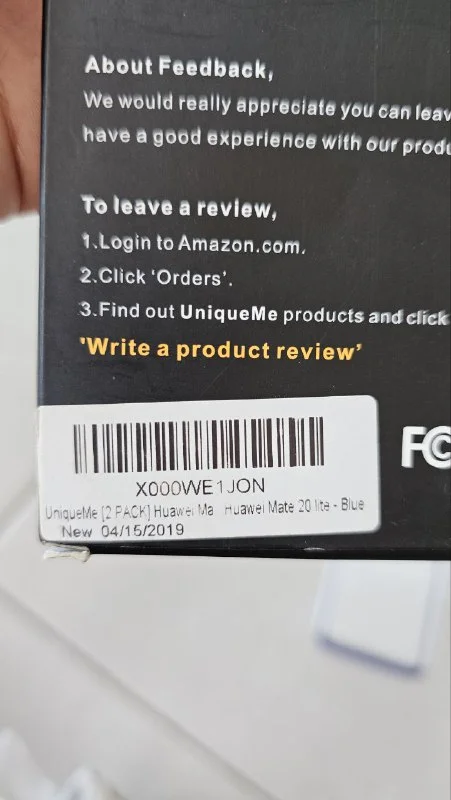 About Feedback,
We would really appreciate you can leav
have a good experience with our produ
To leave a review,
1.Login to Amazon.com.
2.Click ‘Orders’.
3.Find out UniqueMe products and click
'Write a product review’
FC
X000WE1JON
UniqueMe [2 PACK] Huawei Ma Huawei Mate 20 lite - Blue
New 04/15/2019